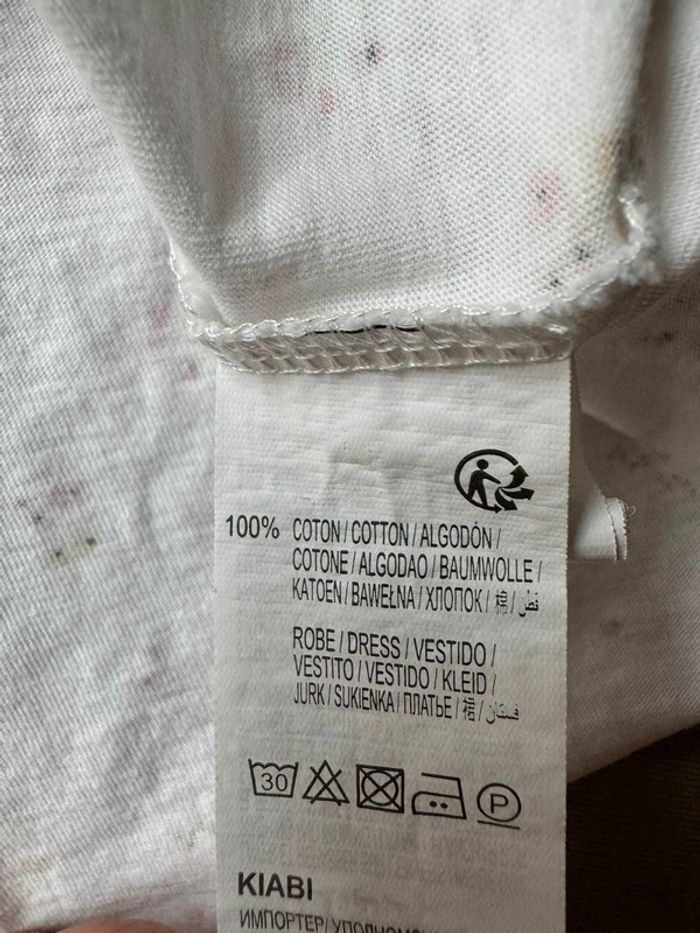 100% COTON / COTTON / ALGODÓN /
COTONE / ALGODAO / BAUMWOLLE /
KATOEN / BAWEŁNA / ХЛОПОК / 棉 / قطن
ROBE / DRESS / VESTIDO /
VESTITO / VESTIDO / KLEID /
JURK / SUKIENKA / ПЛАТЬЕ / 裙 / فستان
30 P
KIABI
ИМПОРТЕР/